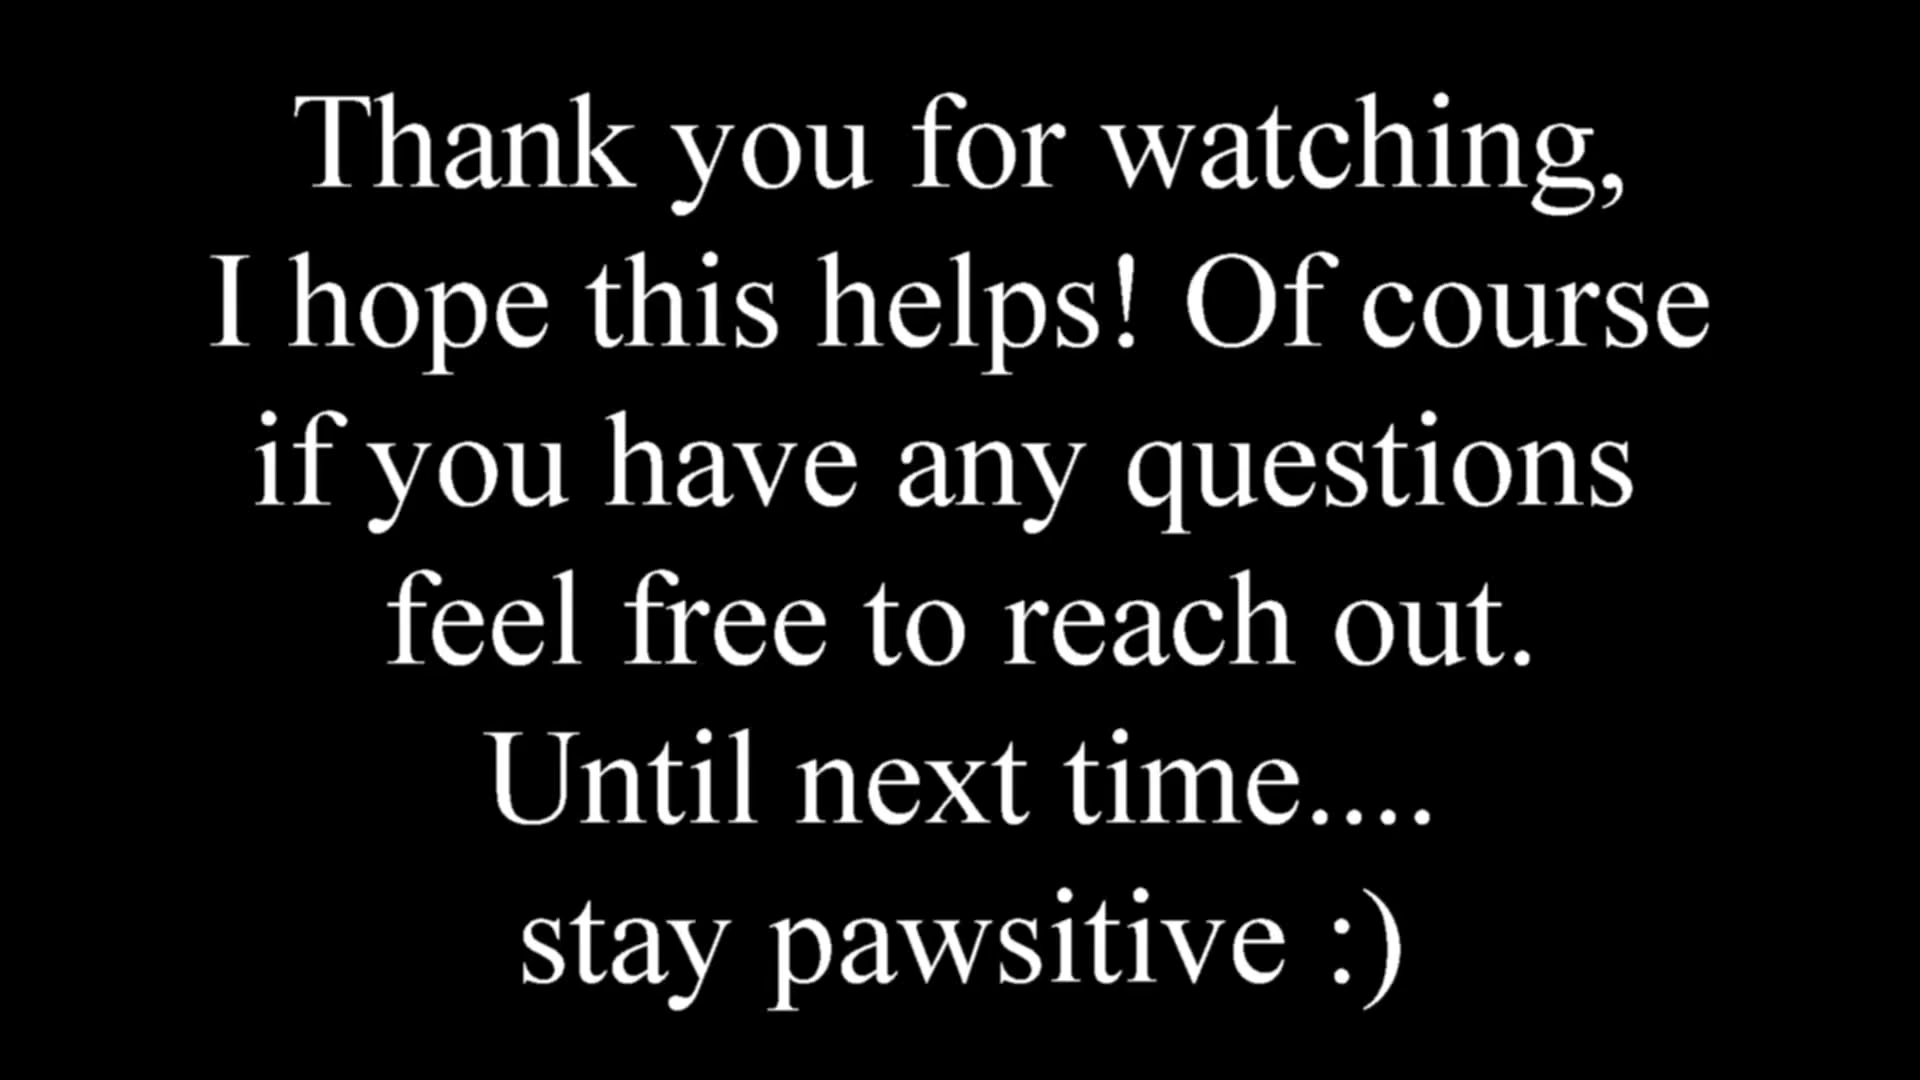 Thank you for watching,
I hope this helps! Of course
if you have any questions
feel free to reach out.
Until next time....
stay pawsitive :)